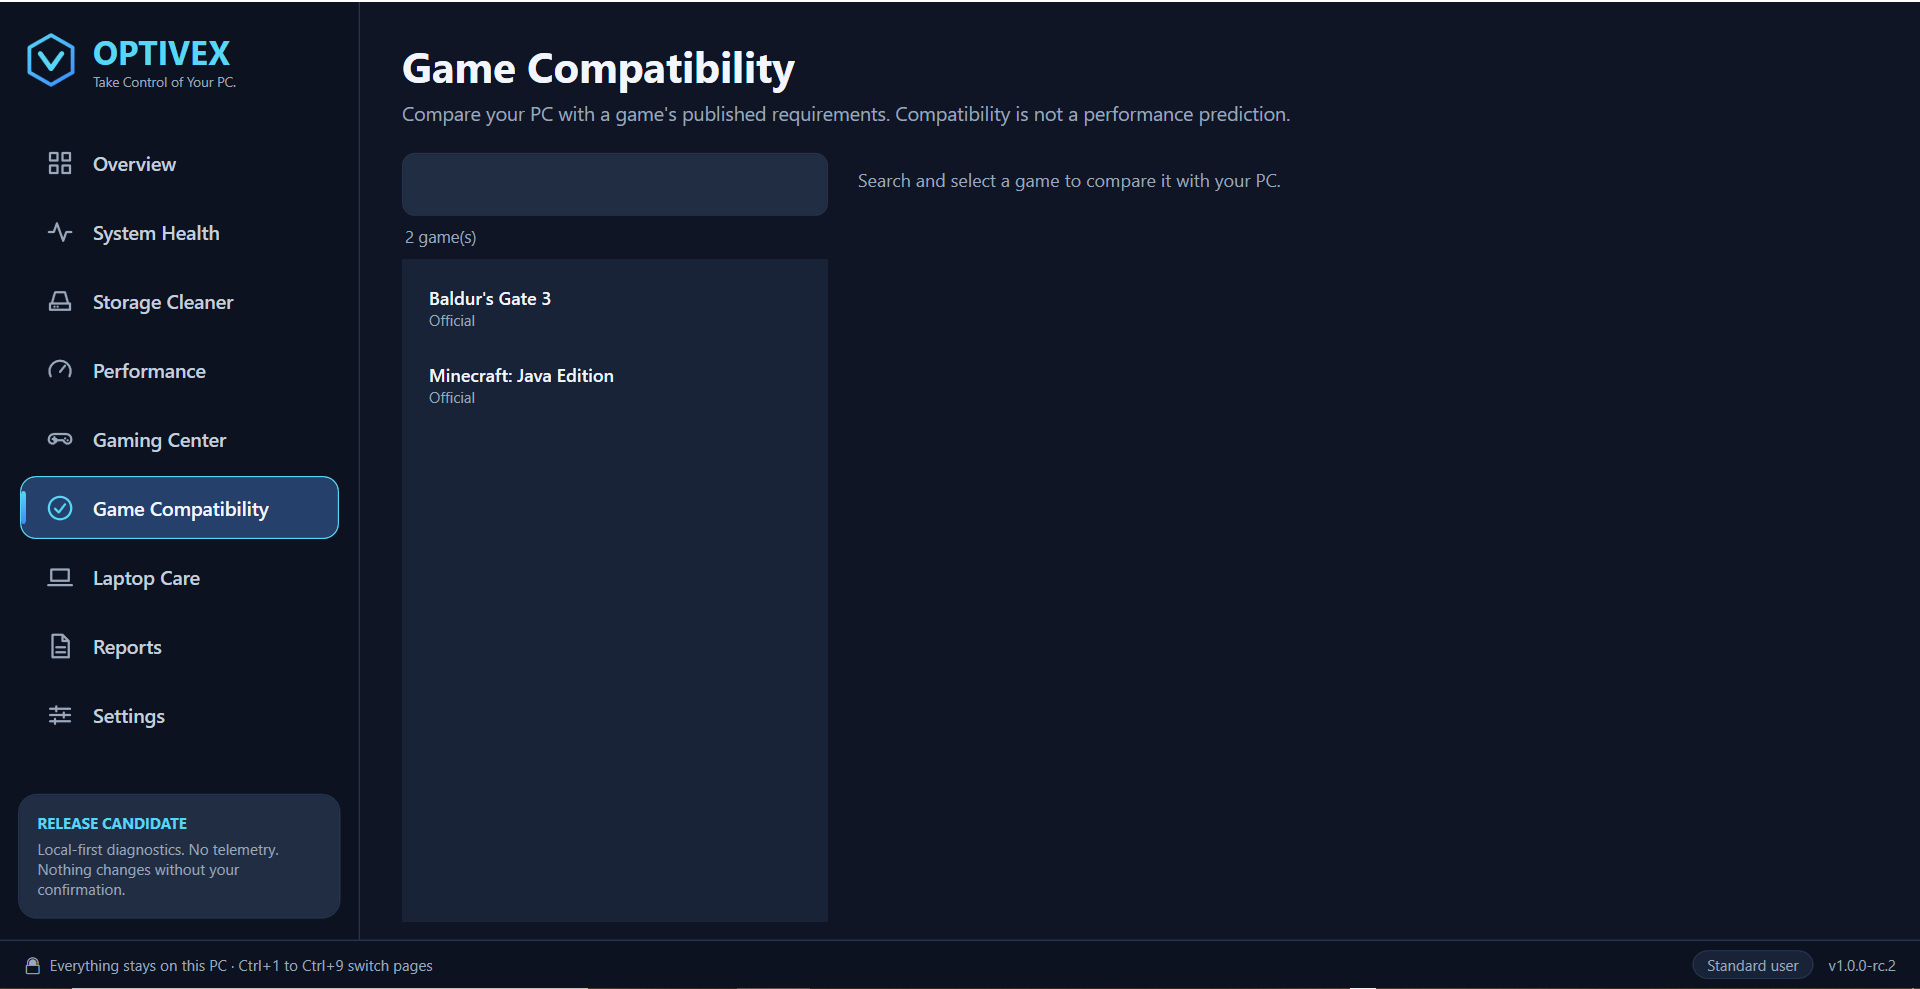 OPTIVEX
Take Control of Your PC.
Overview
System Health
Storage Cleaner
Performance
Gaming Center
Game Compatibility
Laptop Care
Reports
Settings
RELEASE CANDIDATE
Local-first diagnostics. No telemetry.
Nothing changes without your
confirmation.
Game Compatibility
Compare your PC with a game's published requirements. Compatibility is not a performance prediction.
Search and select a game to compare it with your PC.
2 game(s)
Baldur's Gate 3
Official
Minecraft: Java Edition
Official
Everything stays on this PC · Ctrl+1 to Ctrl+9 switch pages
Standard user
v1.0.0-rc.2